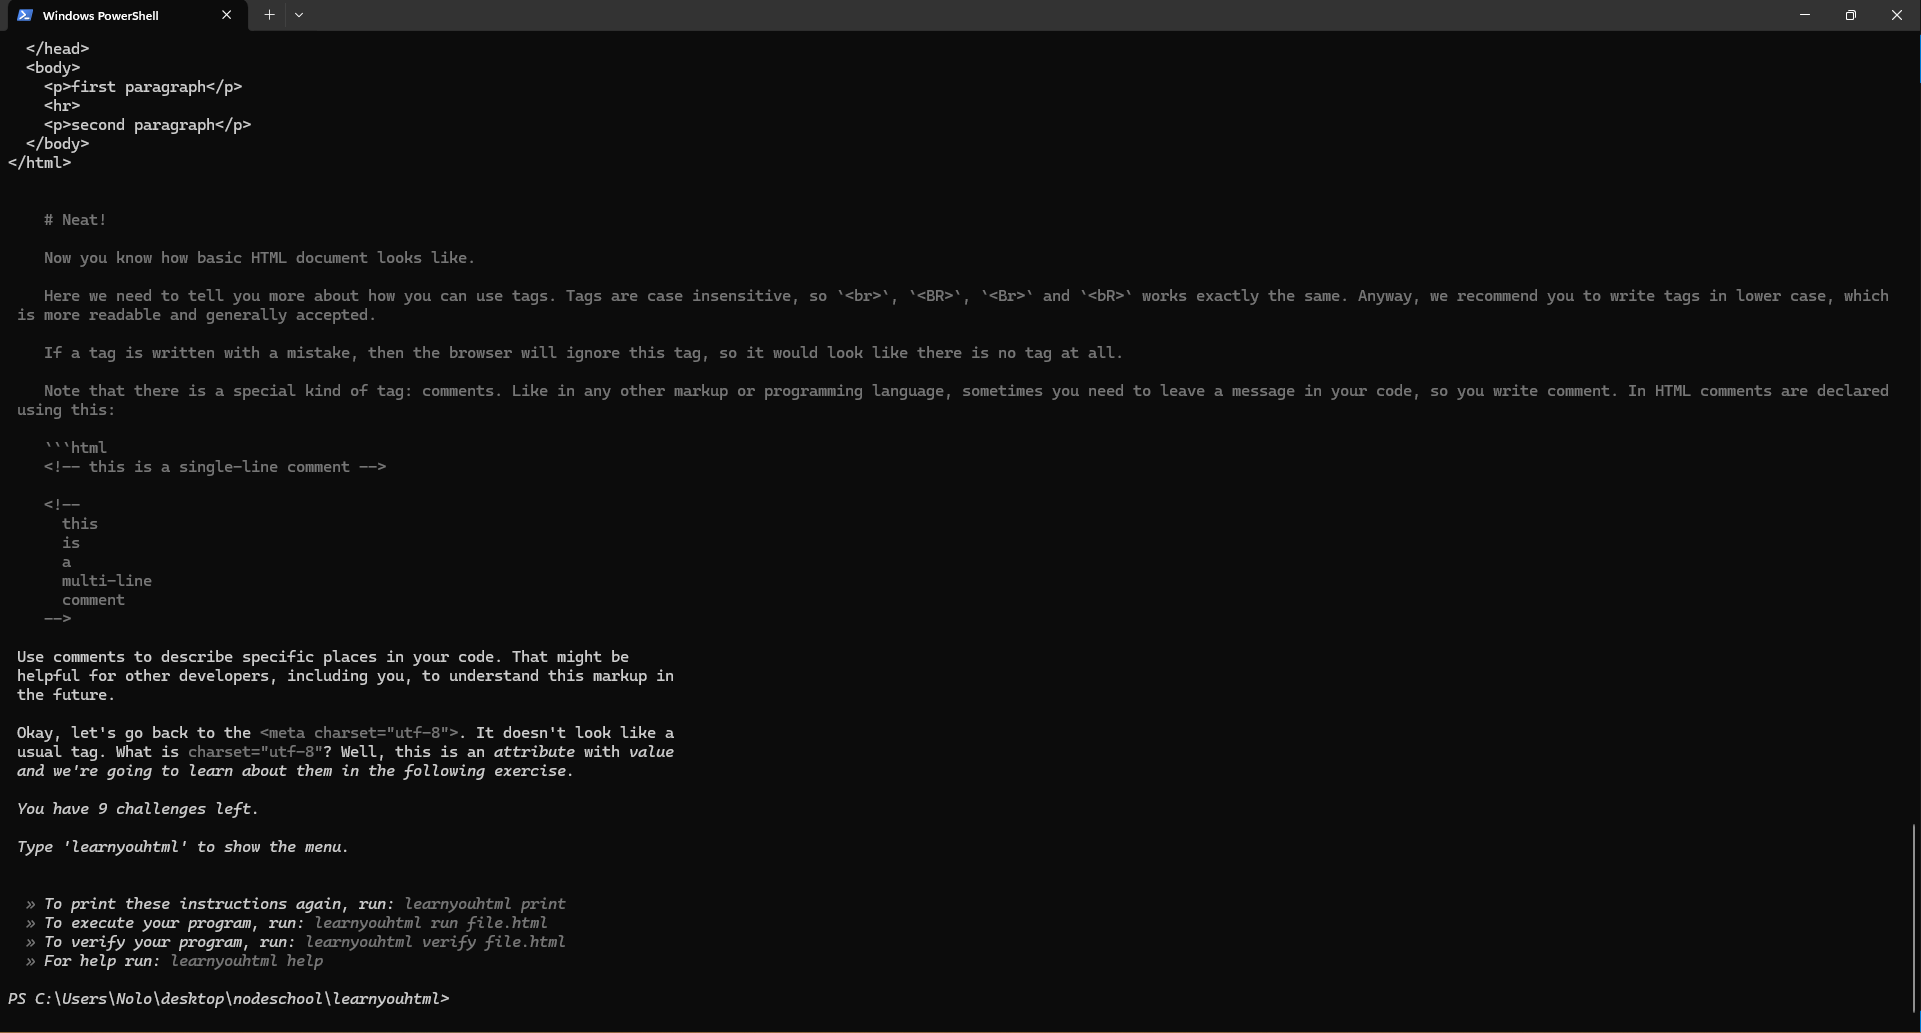 Windows PowerShell
  </head>
  <body>
    <p>first paragraph</p>
    <hr>
    <p>second paragraph</p>
  </body>
</html>
# Neat!
Now you know how basic HTML document looks like.
Here we need to tell you more about how you can use tags. Tags are case insensitive, so `<br>`, `<BR>`, `<Br>` and `<bR>` works exactly the same. Anyway, we recommend you to write tags in lower case, which
is more readable and generally accepted.
If a tag is written with a mistake, then the browser will ignore this tag, so it would look like there is no tag at all.
Note that there is a special kind of tag: comments. Like in any other markup or programming language, sometimes you need to leave a message in your code, so you write comment. In HTML comments are declared
using this:
```html
<!-- this is a single-line comment -->
<!--
  this
  is
  a
  multi-line
  comment
-->
Use comments to describe specific places in your code. That might be
helpful for other developers, including you, to understand this markup in
the future.
Okay, let's go back to the <meta charset="utf-8">. It doesn't look like a
usual tag. What is charset="utf-8"? Well, this is an attribute with value
and we're going to learn about them in the following exercise.
You have 9 challenges left.
Type 'learnyouhtml' to show the menu.
» To print these instructions again, run: learnyouhtml print
» To execute your program, run: learnyouhtml run file.html
» To verify your program, run: learnyouhtml verify file.html
» For help run: learnyouhtml help
PS C:\Users\Nolo\desktop\nodeschool\learnyouhtml>